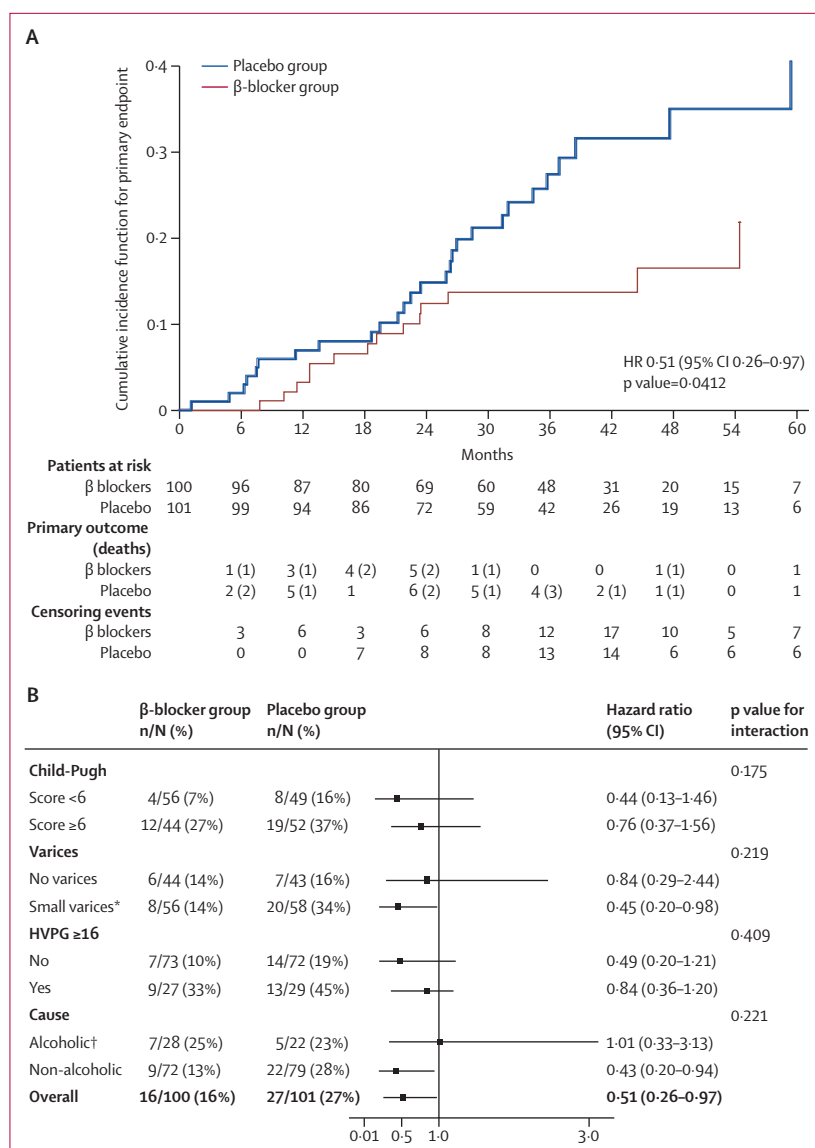 A
0·4
0·3
0·2
0·1
0
Cumulative incidence function for primary endpoint
Placebo group
β-blocker group
HR 0·51 (95% CI 0·26–0·97)
p value=0·0412
0 6 12 18 24 30 36 42 48 54 60
Months
Patients at risk
β blockers 100 96 87 80 69 60 48 31 20 15 7
Placebo 101 99 94 86 72 59 42 26 19 13 6
Primary outcome
(deaths)
β blockers 1 (1) 3 (1) 4 (2) 5 (2) 1 (1) 0 0 1 (1) 0 1
Placebo 2 (2) 5 (1) 1 6 (2) 5 (1) 4 (3) 2 (1) 1 (1) 0 1
Censoring events
β blockers 3 6 3 6 8 12 17 10 5 7
Placebo 0 0 7 8 8 13 14 6 6 6
B
β-blocker group Placebo group Hazard ratio p value for
n/N (%) n/N (%) (95% CI) interaction
Child-Pugh 0·175
Score <6 4/56 (7%) 8/49 (16%) 0·44 (0·13–1·46)
Score ≥6 12/44 (27%) 19/52 (37%) 0·76 (0·37–1·56)
Varices 0·219
No varices 6/44 (14%) 7/43 (16%) 0·84 (0·29–2·44)
Small varices* 8/56 (14%) 20/58 (34%) 0·45 (0·20–0·98)
HVPG ≥16 0·409
No 7/73 (10%) 14/72 (19%) 0·49 (0·20–1·21)
Yes 9/27 (33%) 13/29 (45%) 0·84 (0·36–1·20)
Cause 0·221
Alcoholic† 7/28 (25%) 5/22 (23%) 1·01 (0·33–3·13)
Non-alcoholic 9/72 (13%) 22/79 (28%) 0·43 (0·20–0·94)
Overall 16/100 (16%) 27/101 (27%) 0·51 (0·26–0·97)
0·01 0·5 1·0 3·0